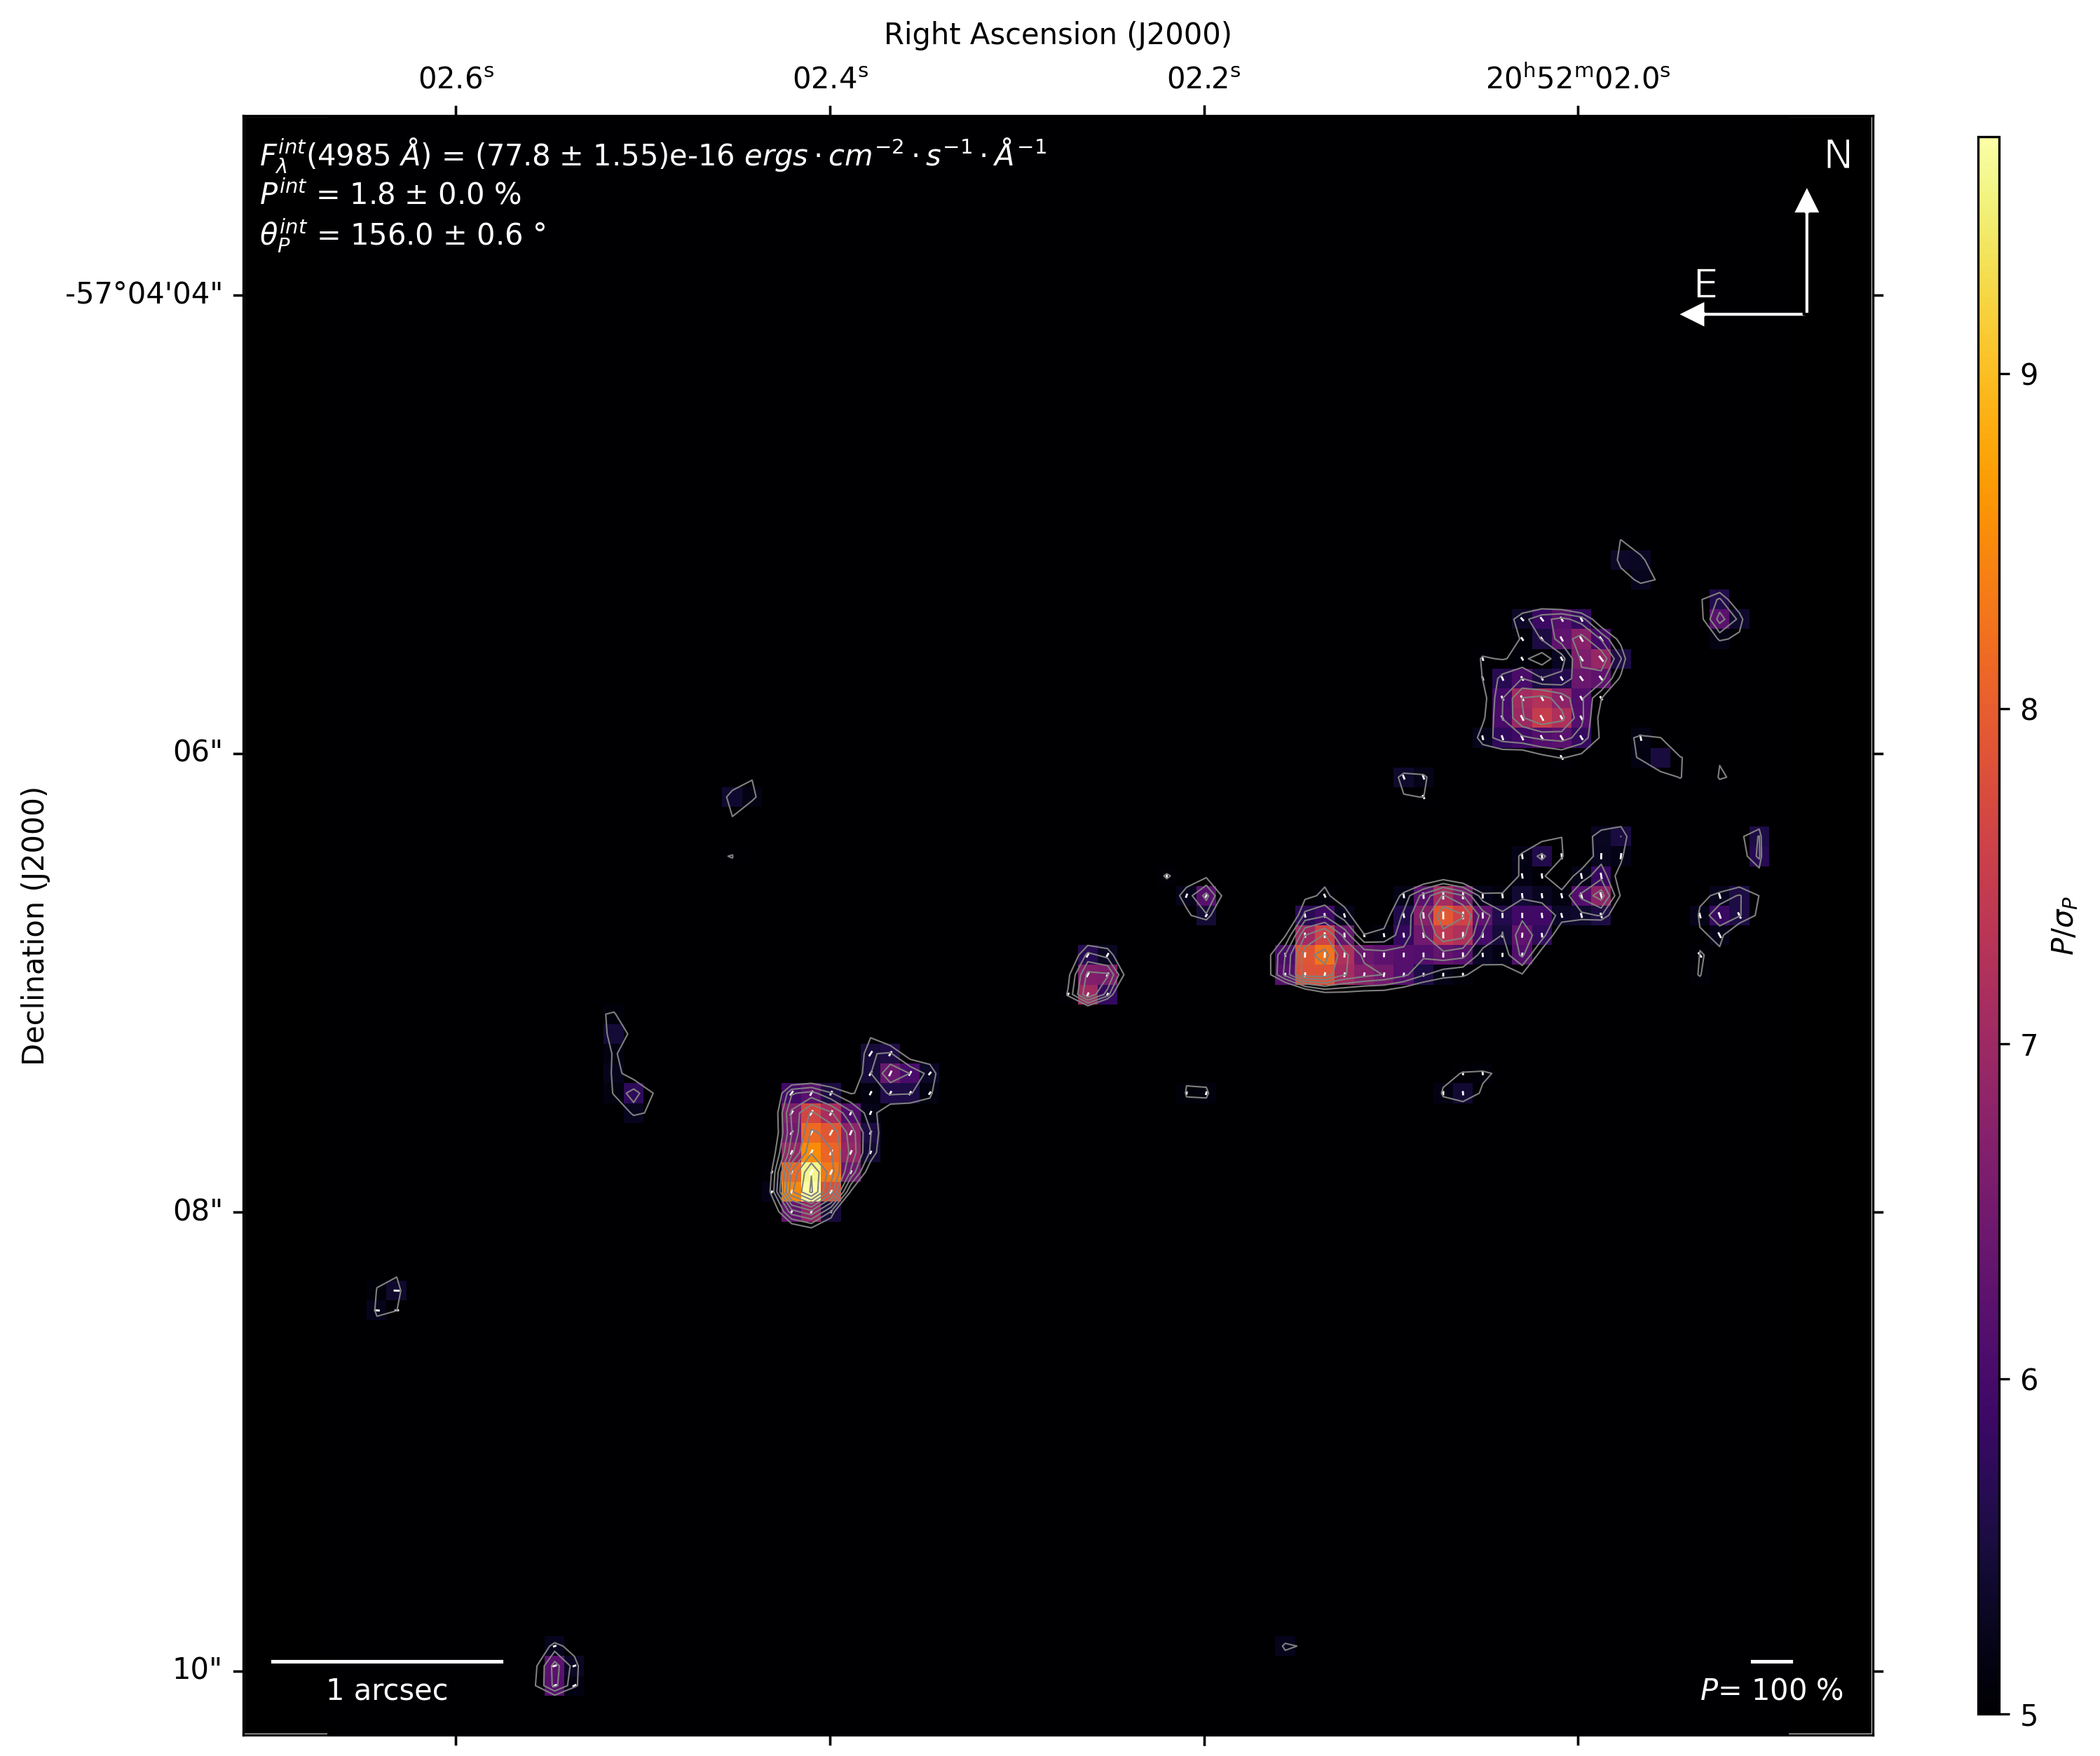 Right Ascension (J2000)
02.6ˢ 02.4ˢ 02.2ˢ 20ʰ52ᵐ02.0ˢ
F_λ^int(4985 Å) = (77.8 ± 1.55)e-16 ergs · cm⁻² · s⁻¹ · Å⁻¹
P^int = 1.8 ± 0.0 %
θ_P^int = 156.0 ± 0.6 °
N
E
-57°04'04"
06"
08"
10"
Declination (J2000)
1 arcsec
P= 100 %
9
8
7
6
5
P/σ_P